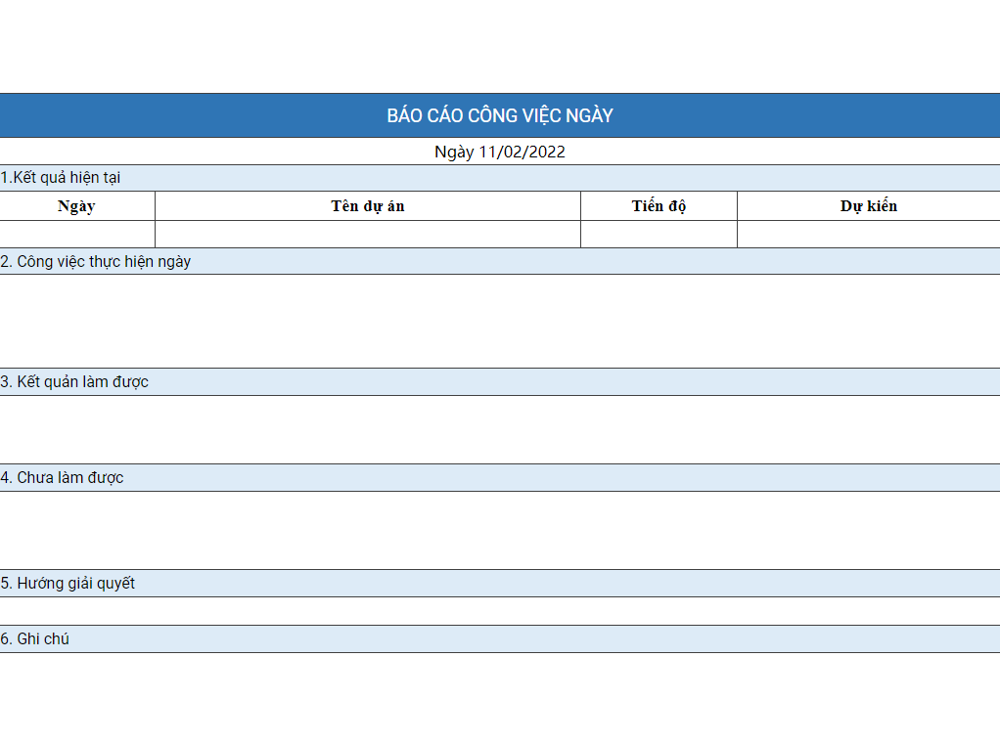 BÁO CÁO CÔNG VIỆC NGÀY
Ngày 11/02/2022
1.Kết quả hiện tại
Ngày Tên dự án Tiến độ Dự kiến
2. Công việc thực hiện ngày
3. Kết quản làm được
4. Chưa làm được
5. Hướng giải quyết
6. Ghi chú